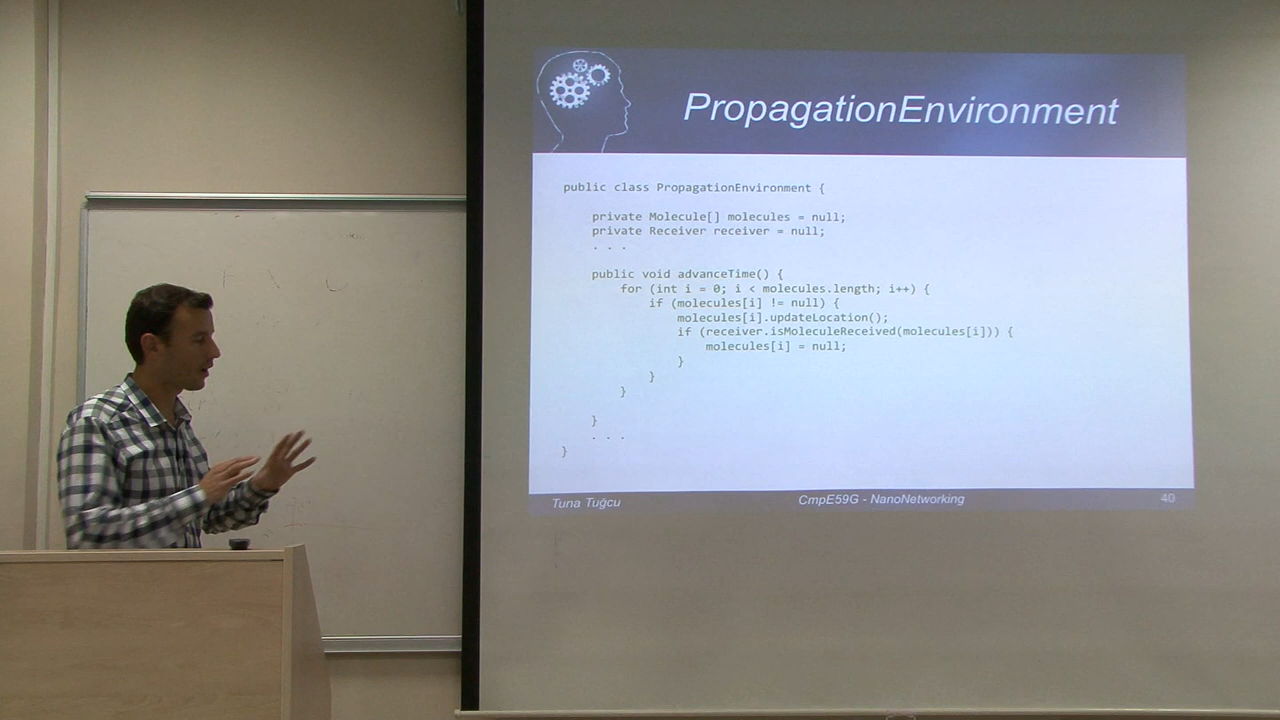 PropagationEnvironment
public class PropagationEnvironment {
private Molecule[] molecules = null;
private Receiver receiver = null;
. . .
public void advanceTime() {
for (int i = 0; i < molecules.length; i++) {
if (molecules[i] != null) {
molecules[i].updateLocation();
if (receiver.isMoleculeReceived(molecules[i])) {
molecules[i] = null;
}
}
}
}
. . .
}
Tuna Tuğcu
CmpE59G - NanoNetworking
40